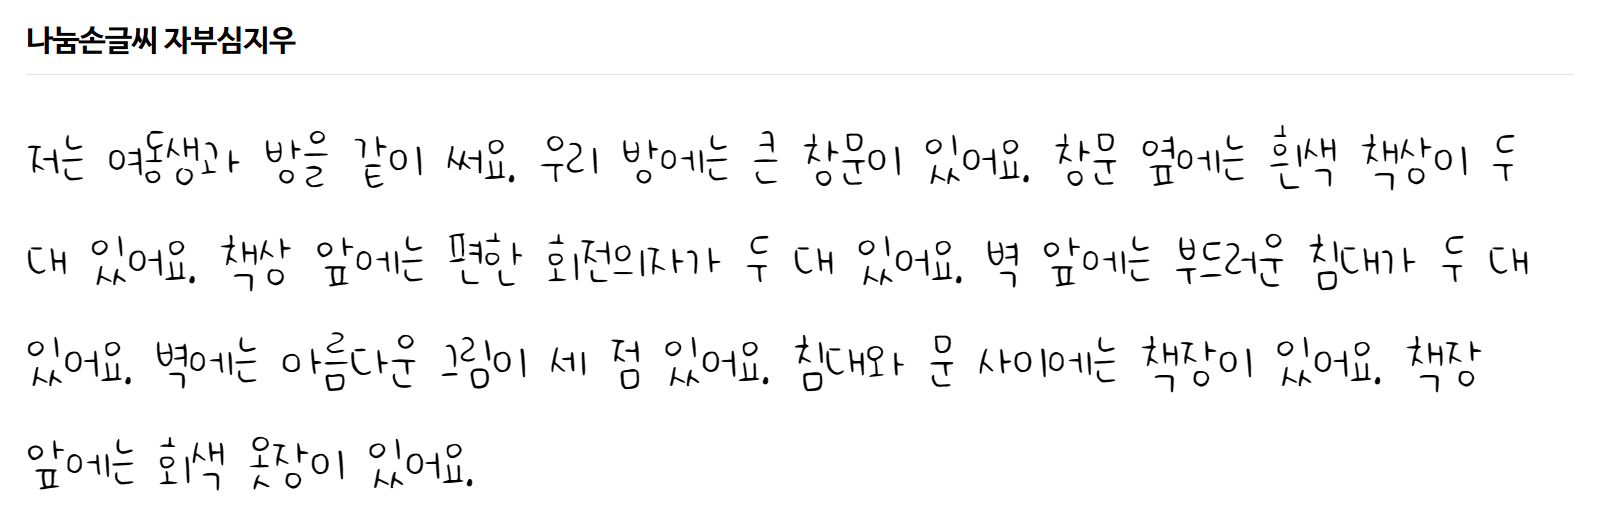 나눔손글씨 자부심지우
저는 여동생과 방을 같이 써요. 우리 방에는 큰 창문이 있어요. 창문 옆에는 흰색 책상이 두
대 있어요. 책상 앞에는 편한 회전의자가 두 대 있어요. 벽 앞에는 부드러운 침대가 두 대
있어요. 벽에는 아름다운 그림이 세 점 있어요. 침대와 문 사이에는 책장이 있어요. 책장
앞에는 회색 옷장이 있어요.